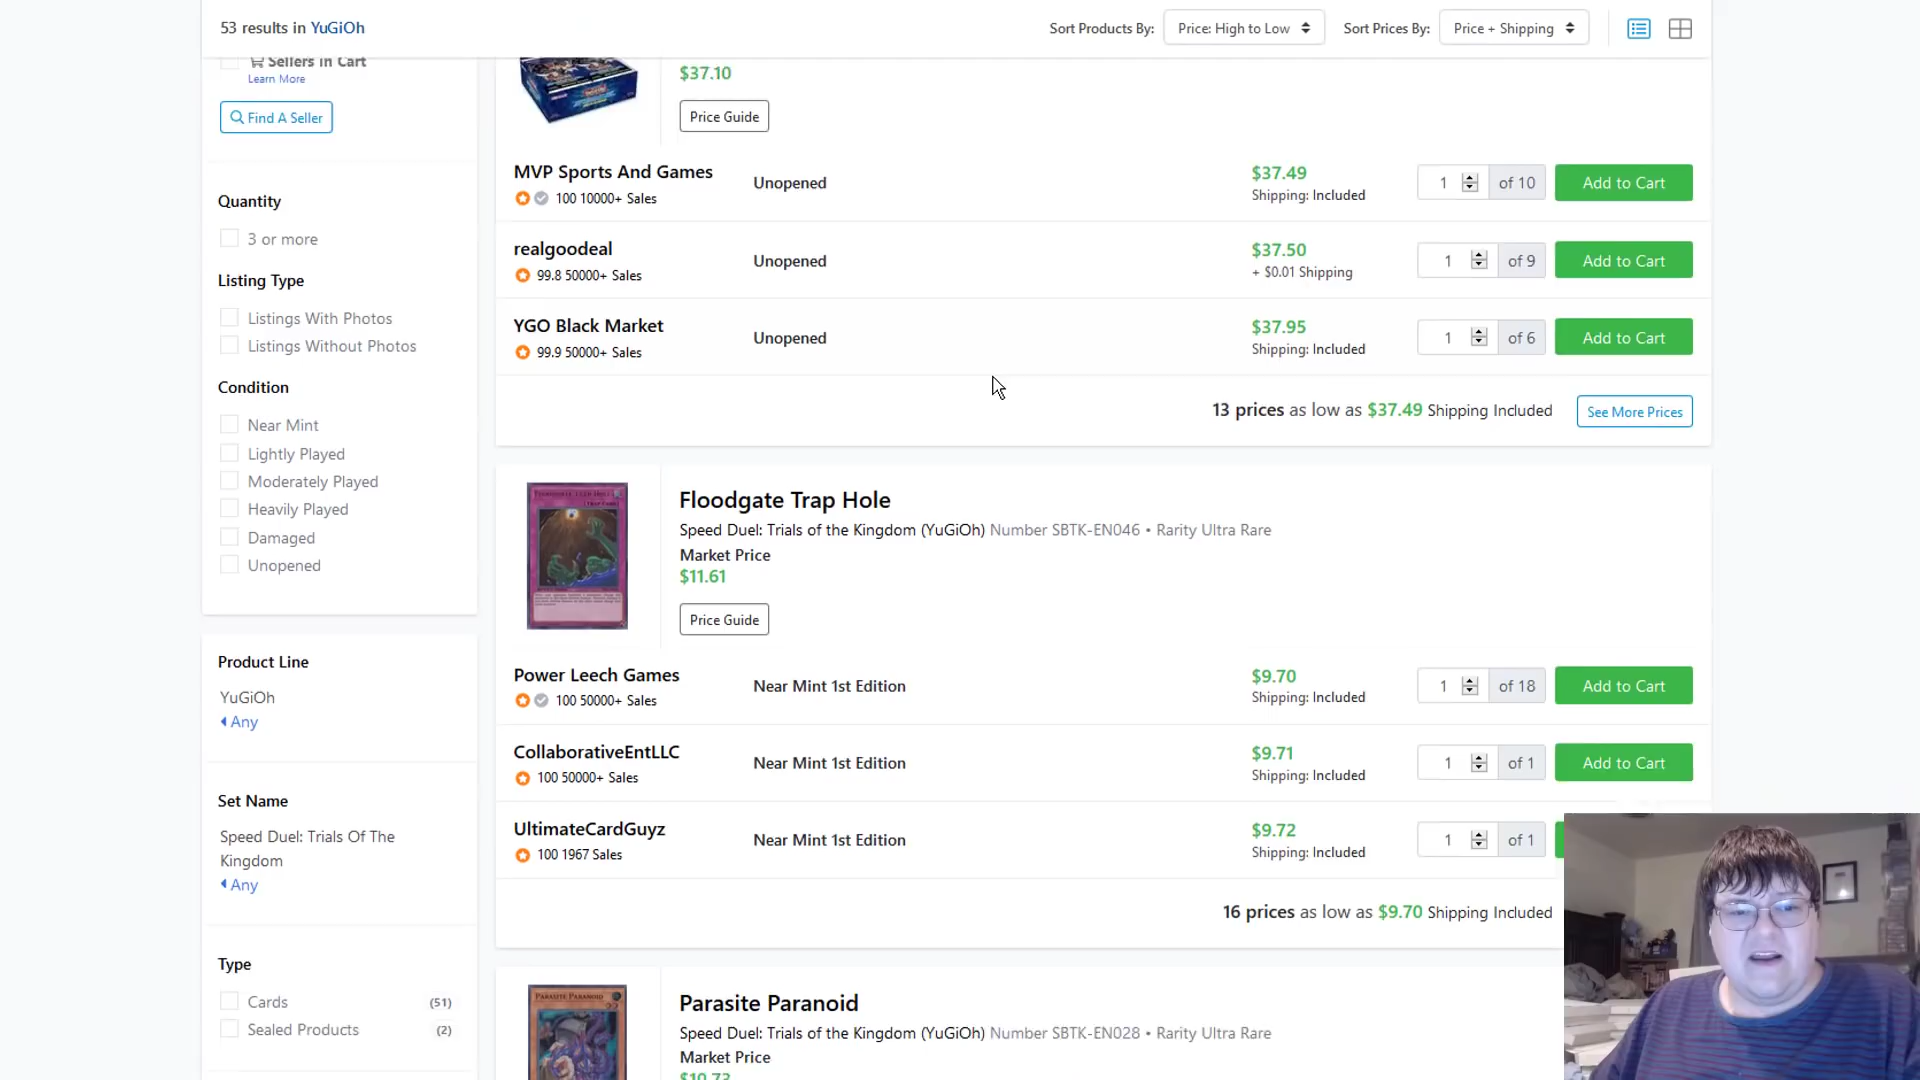 53 results in YuGiOh
Sort Products By: Price: High to Low
Sort Prices By: Price + Shipping
Sellers in Cart
Learn More
Find A Seller
Quantity
3 or more
Listing Type
Listings With Photos
Listings Without Photos
Condition
Near Mint
Lightly Played
Moderately Played
Heavily Played
Damaged
Unopened
Product Line
YuGiOh
Any
Set Name
Speed Duel: Trials Of The
Kingdom
Any
Type
Cards (51)
Sealed Products (2)
$37.10
Price Guide
MVP Sports And Games
100 10000+ Sales
Unopened
$37.49
Shipping: Included
1 of 10 Add to Cart
realgoodeal
99.8 50000+ Sales
Unopened
$37.50
+ $0.01 Shipping
1 of 9 Add to Cart
YGO Black Market
99.9 50000+ Sales
Unopened
$37.95
Shipping: Included
1 of 6 Add to Cart
13 prices as low as $37.49 Shipping Included See More Prices
Floodgate Trap Hole
Speed Duel: Trials of the Kingdom (YuGiOh) Number SBTK-EN046 • Rarity Ultra Rare
Market Price
$11.61
Price Guide
Power Leech Games
100 50000+ Sales
Near Mint 1st Edition
$9.70
Shipping: Included
1 of 18 Add to Cart
CollaborativeEntLLC
100 50000+ Sales
Near Mint 1st Edition
$9.71
Shipping: Included
1 of 1 Add to Cart
UltimateCardGuyz
100 1967 Sales
Near Mint 1st Edition
$9.72
Shipping: Included
1 of 1
16 prices as low as $9.70 Shipping Included
PARASITE PARANOID
Parasite Paranoid
Speed Duel: Trials of the Kingdom (YuGiOh) Number SBTK-EN028 • Rarity Ultra Rare
Market Price
$10.73